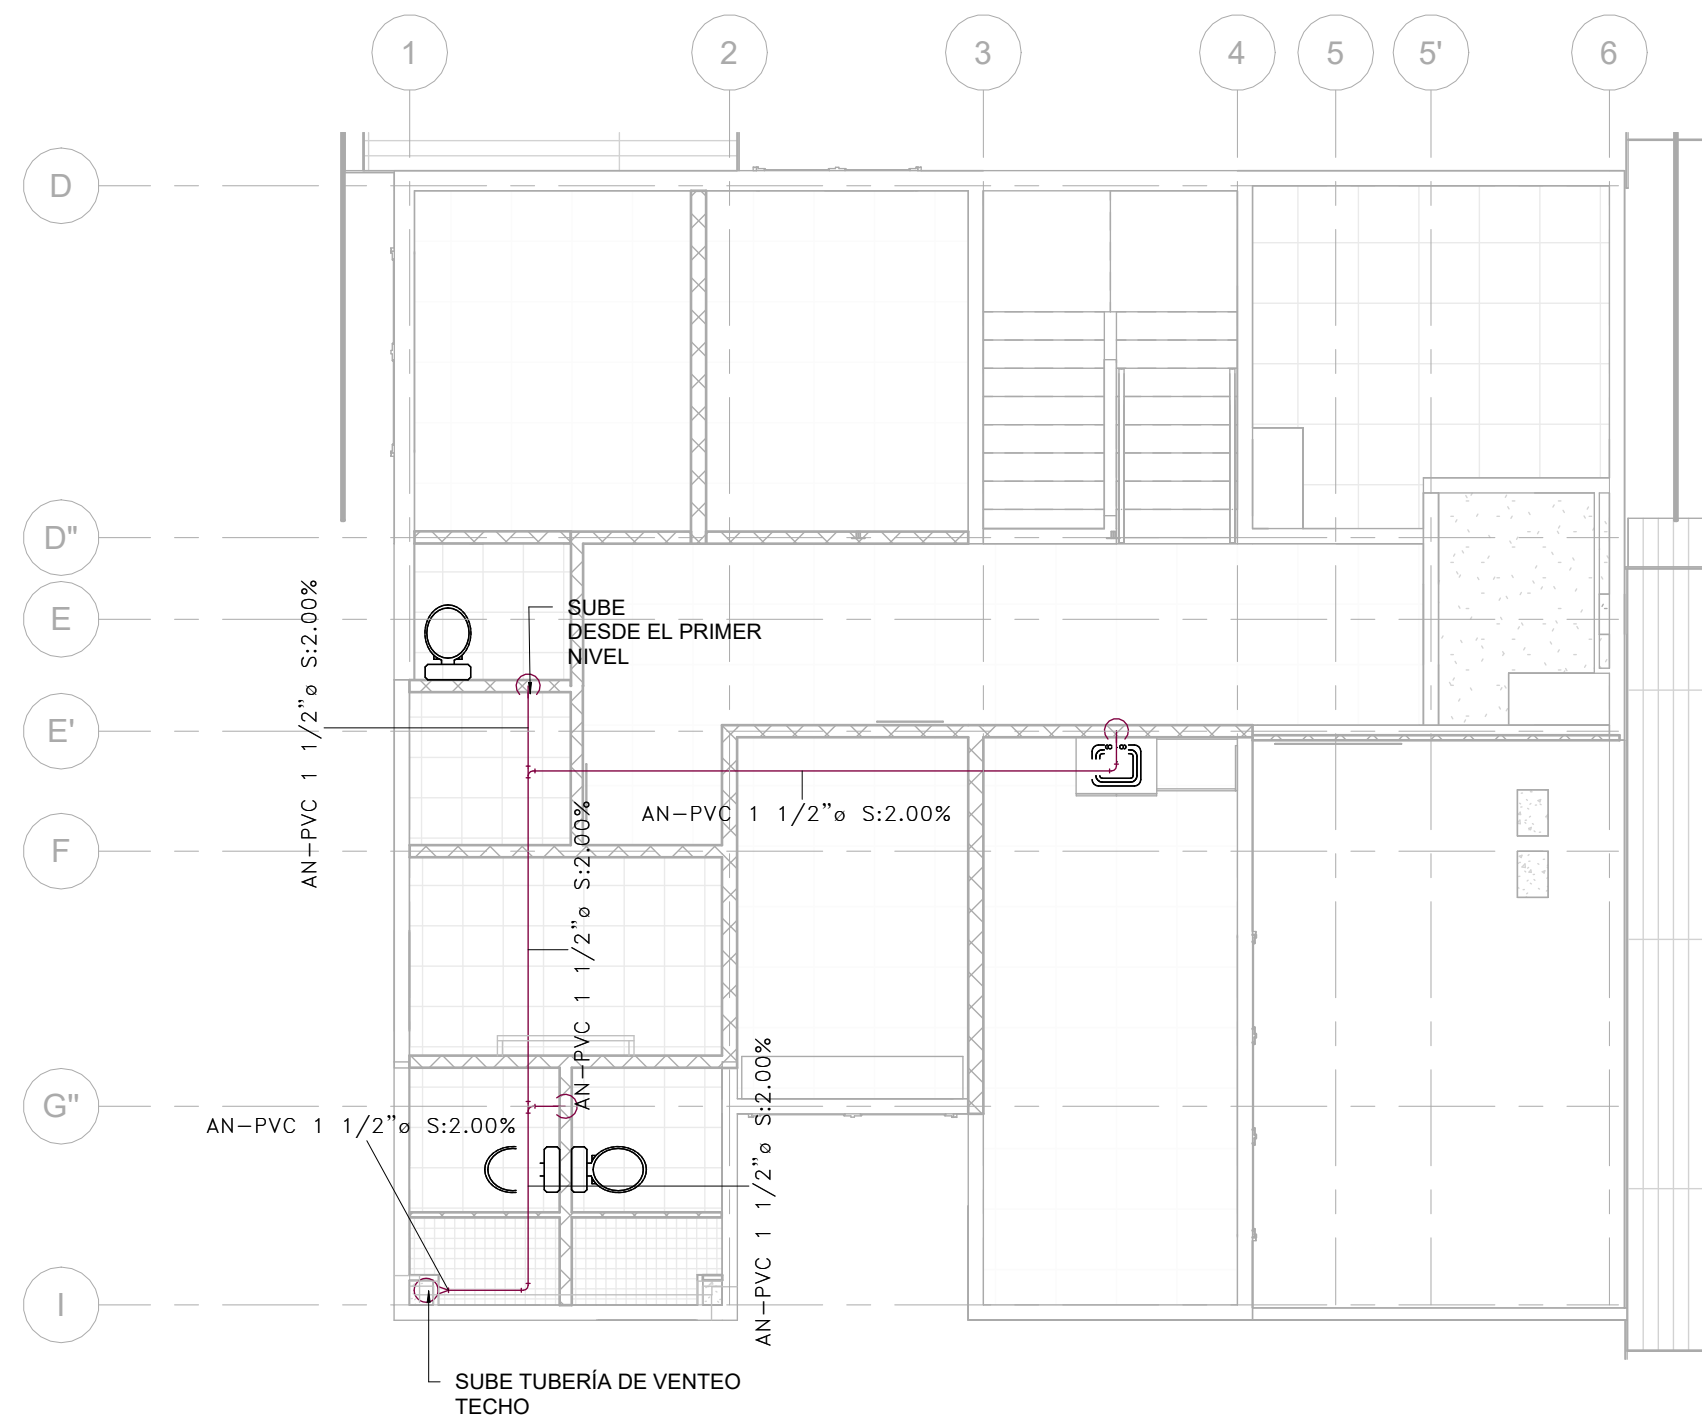 1
2
3
4
5
5'
6
D
D"
E
E'
F
G"
I
AN-PVC 1 1/2”ø S:2.00%
SUBE
DESDE EL PRIMER
NIVEL
AN-PVC 1 1/2”ø S:2.00%
AN-PVC 1 1/2”ø S:2.00%
AN-PVC 1 1/2”ø S:2.00%
AN-PVC 1 1/2”ø S:2.00%
SUBE TUBERÍA DE VENTEO
TECHO